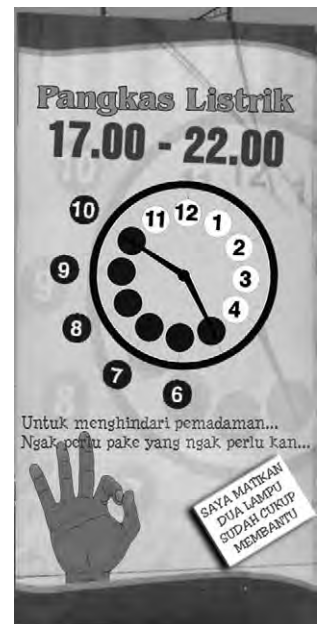 Pangkas Listrik
17.00 - 22.00
12
11
1
10
2
9
3
8
4
7
6
Untuk menghindari pemadaman...
Ngak perlu pake yang ngak perlu kan...
SAYA MATIKAN
DUA LAMPU
SUDAH CUKUP
MEMBANTU